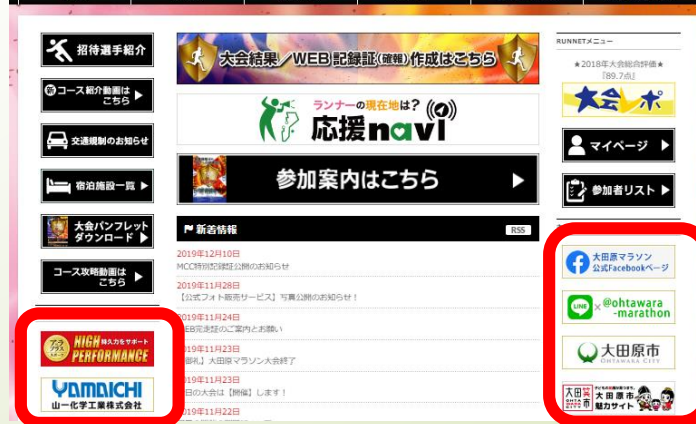 招待選手紹介
新 コース紹介動画は
こちら
交通規制のお知らせ
宿泊施設一覧
大会パンフレット
ダウンロード
コース攻略動画は
こちら
HIGH 持久力をサポート
PERFORMANCE
YAMAICHI
山一化学工業株式会社
大会結果/WEB記録証(確報)作成はこちら
ランナーの現在地は?
応援navi
参加案内はこちら
新着情報
RSS
2019年12月10日
MCC特別記録証公開のお知らせ
2019年11月28日
【公式フォト販売サービス】写真公開のお知らせ!
2019年11月24日
EB完走証のご案内とお願い
2019年11月23日
御礼】大田原マラソン大会終了
2019年11月23日
日の大会は【開催】します!
2019年11月22日
RUNNETメニュー
★2018年大会総合評価★
『89.7点』
大会レポ
マイページ
参加者リスト
大田原マラソン
公式Facebookページ
LINE × @ohtawara
-marathon
大田原市
OHTAWARA CITY
大田原市
魅力サイト